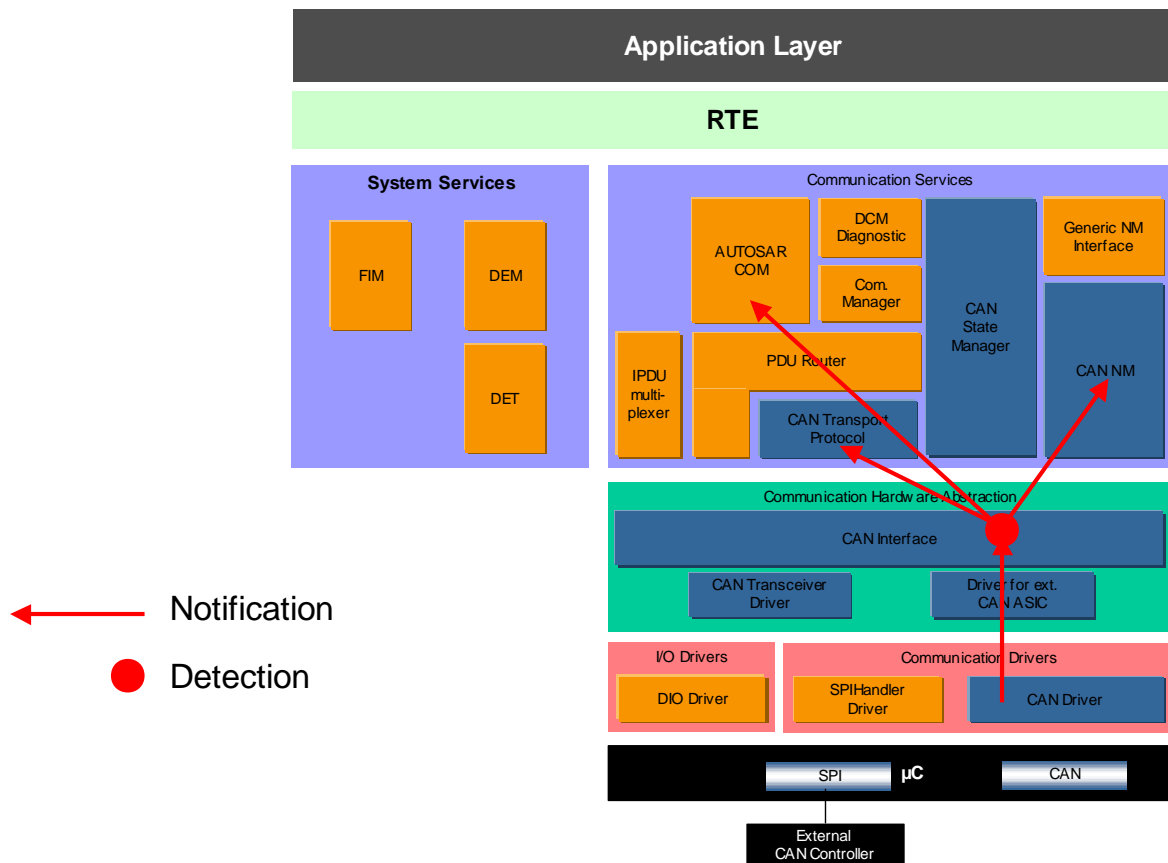 Application Layer
RTE
System Services
FIM
DEM
DET
Communication Services
AUTOSAR
COM
DCM
Diagnostic
Com.
Manager
CAN
State
Manager
Generic NM
Interface
CAN NM
IPDU
multi-
plexer
PDU Router
CAN Transport
Protocol
Communication Hardware Abstraction
CAN Interface
CAN Transceiver
Driver
Driver for ext.
CAN ASIC
Notification
Detection
I/O Drivers
DIO Driver
Communication Drivers
SPIHandler
Driver
CAN Driver
SPI
µC
CAN
External
CAN Controller